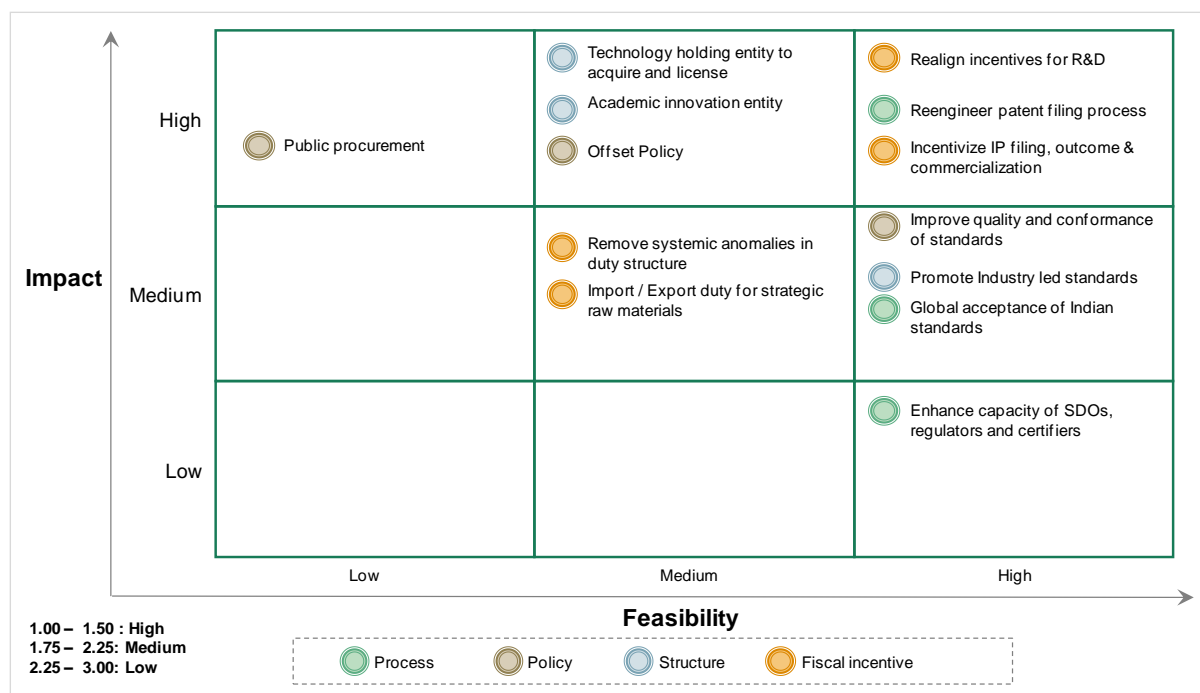 Technology holding entity to
acquire and license
Realign incentives for R&D
High
Academic innovation entity
Reengineer patent filing process
Public procurement
Offset Policy
Incentivize IP filing, outcome &
commercialization
Impact
Medium
Remove systemic anomalies in
duty structure
Import / Export duty for strategic
raw materials
Improve quality and conformance
of standards
Promote Industry led standards
Global acceptance of Indian
standards
Low
Enhance capacity of SDOs,
regulators and certifiers
Low
Medium
High
Feasibility
1.00 – 1.50 : High
1.75 – 2.25: Medium
2.25 – 3.00: Low
Process
Policy
Structure
Fiscal incentive